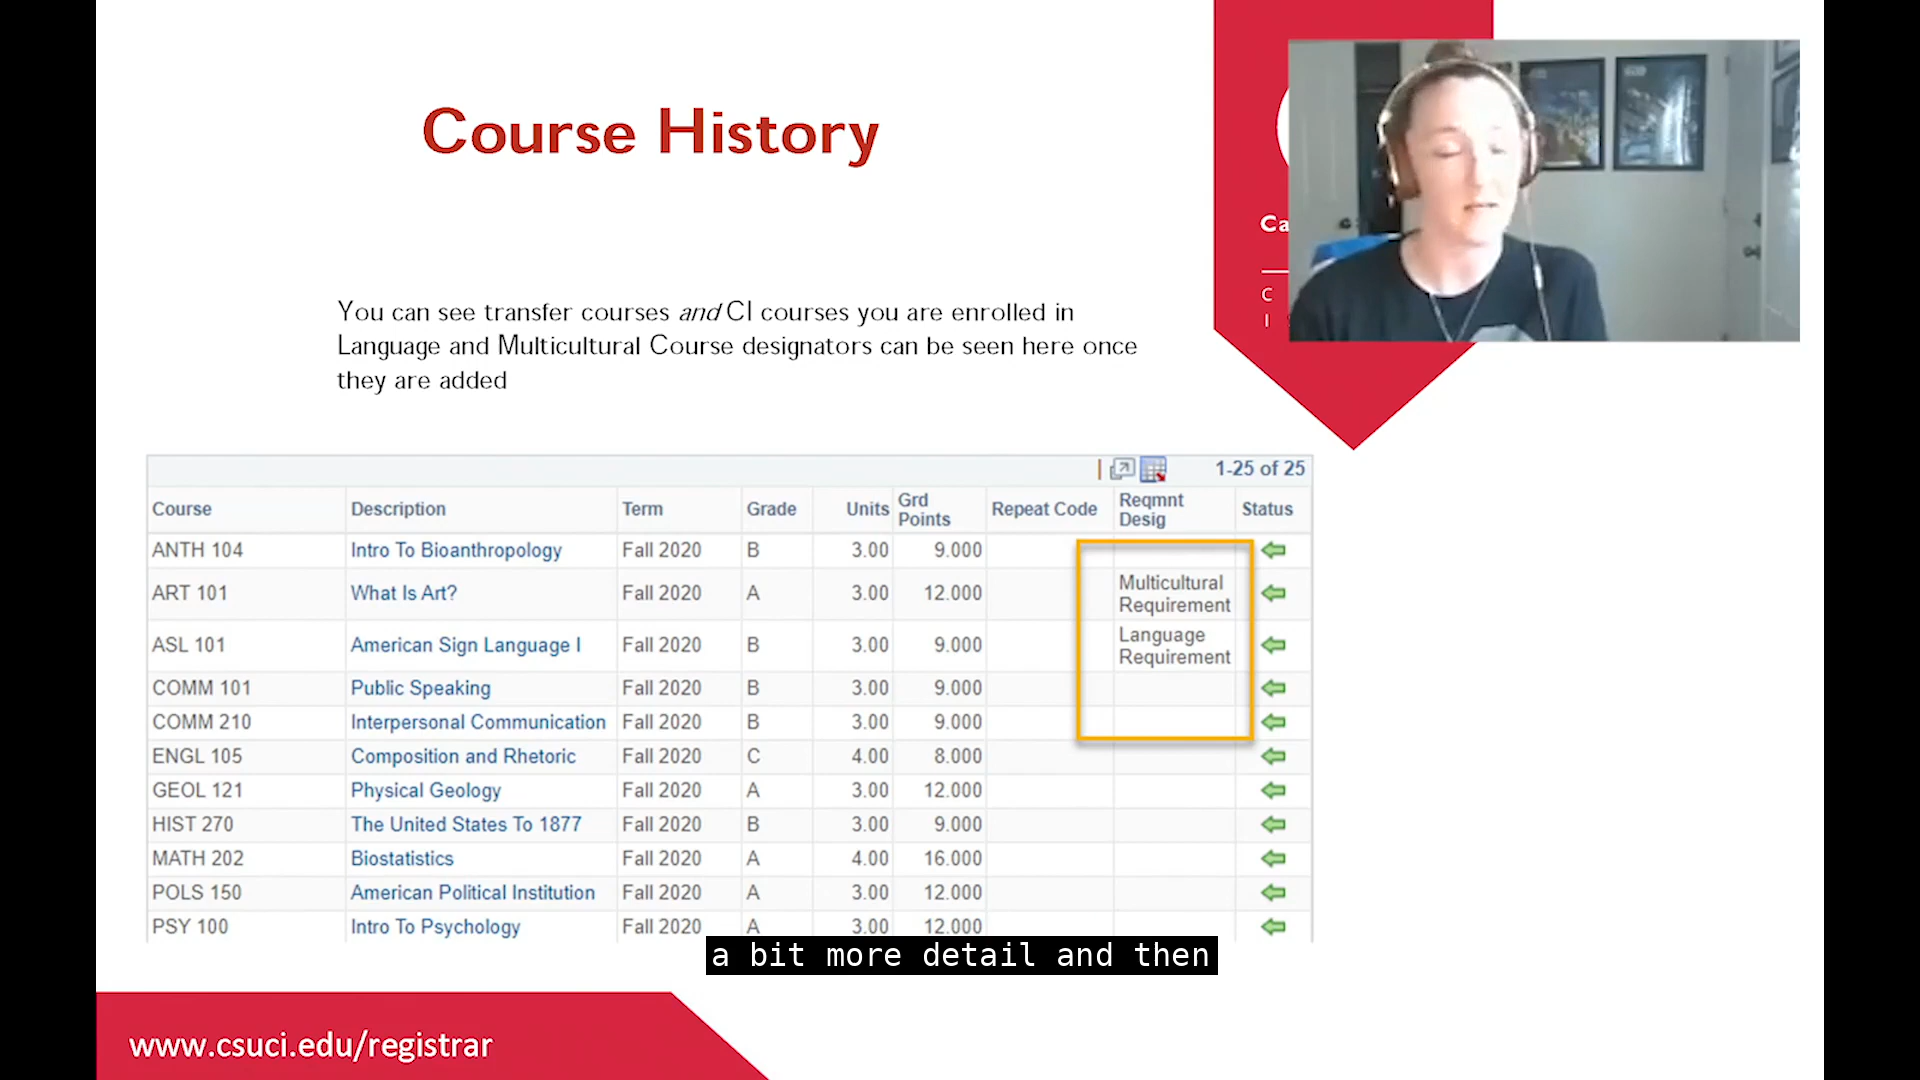 Course History
Ca
C
I
You can see transfer courses and CI courses you are enrolled in
Language and Multicultural Course designators can be seen here once
they are added
1-25 of 25
Course Description Term Grade Units Grd Points Repeat Code Reqmnt Desig Status
ANTH 104 Intro To Bioanthropology Fall 2020 B 3.00 9.000
ART 101 What Is Art? Fall 2020 A 3.00 12.000 Multicultural Requirement
ASL 101 American Sign Language I Fall 2020 B 3.00 9.000 Language Requirement
COMM 101 Public Speaking Fall 2020 B 3.00 9.000
COMM 210 Interpersonal Communication Fall 2020 B 3.00 9.000
ENGL 105 Composition and Rhetoric Fall 2020 C 4.00 8.000
GEOL 121 Physical Geology Fall 2020 A 3.00 12.000
HIST 270 The United States To 1877 Fall 2020 B 3.00 9.000
MATH 202 Biostatistics Fall 2020 A 4.00 16.000
POLS 150 American Political Institution Fall 2020 A 3.00 12.000
PSY 100 Intro To Psychology Fall 2020 A 3.00 12.000
a bit more detail and then
www.csuci.edu/registrar